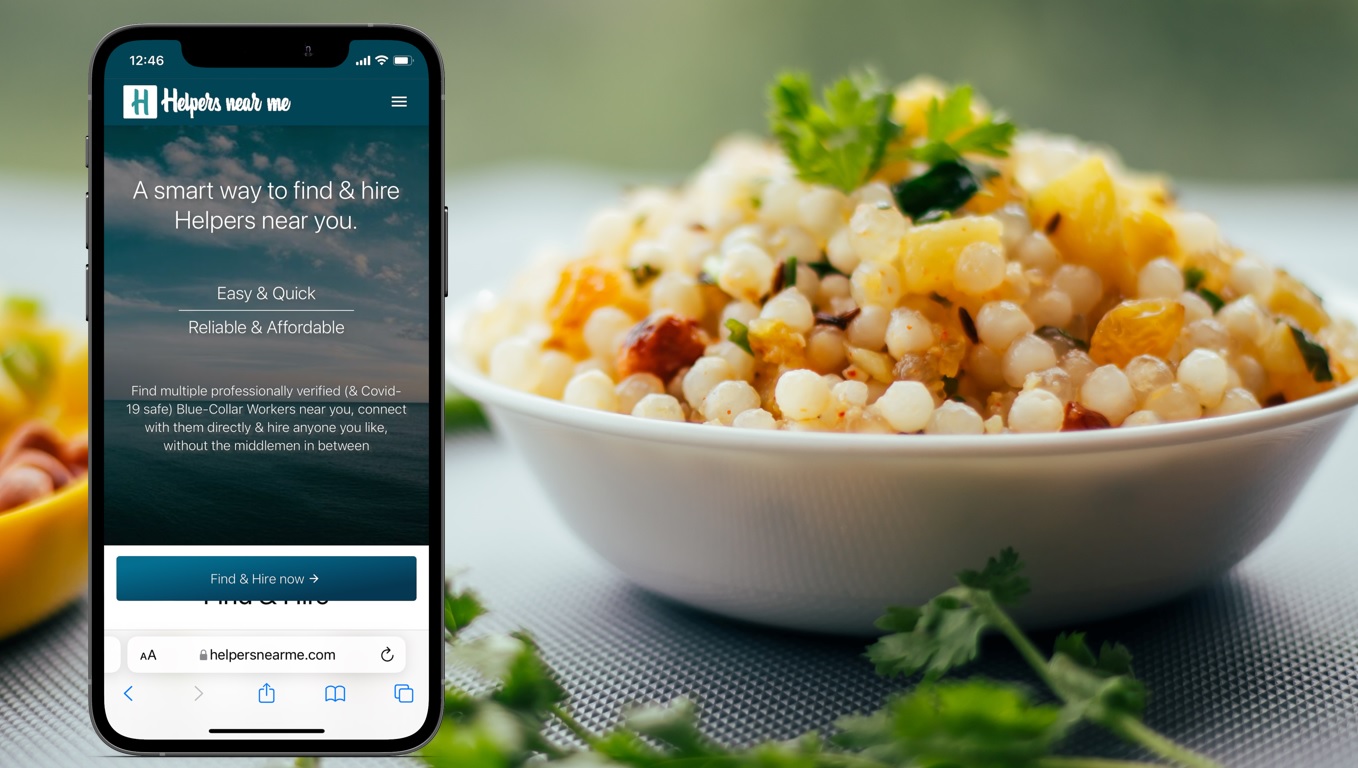 12:46
H Helpers near me
A smart way to find & hire
Helpers near you.
Easy & Quick
Reliable & Affordable
Find multiple professionally verified (& Covid-
19 safe) Blue-Collar Workers near you, connect
with them directly & hire anyone you like,
without the middlemen in between
Find & Hire now →
Find & Hire
AA helpersnearme.com